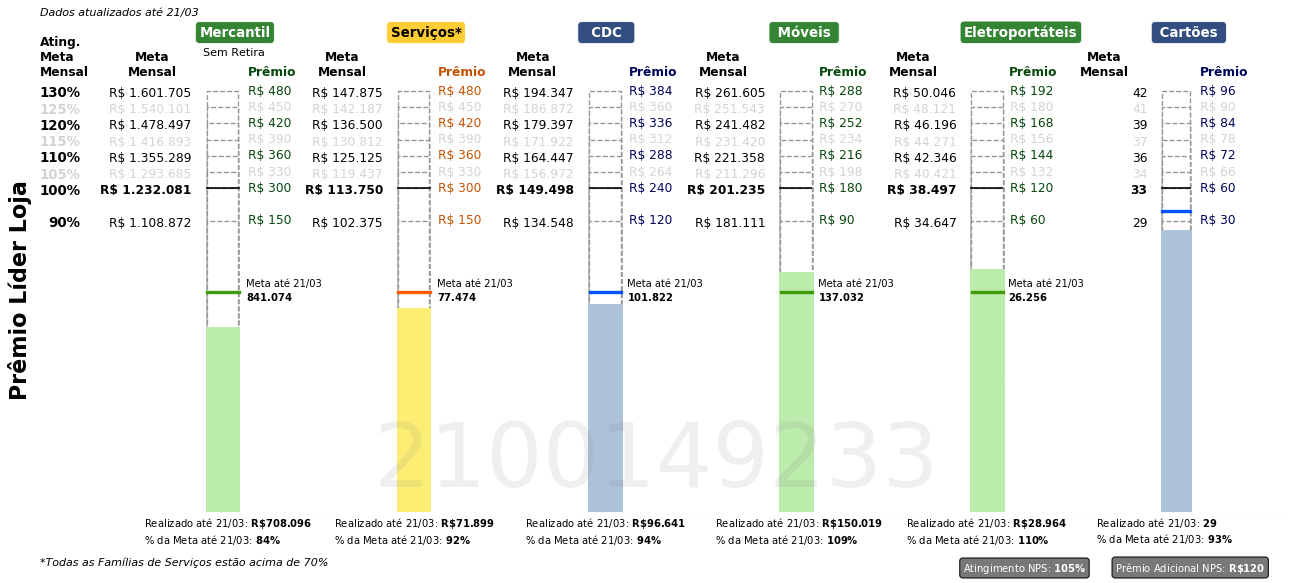 Dados atualizados até 21/03
Mercantil Serviços* CDC Móveis Eletroportáteis Cartões
Sem Retira
Ating. Meta Mensal
Meta Mensal Prêmio Meta Mensal Prêmio Meta Mensal Prêmio Meta Mensal Prêmio Meta Mensal Prêmio Meta Mensal Prêmio
130% R$ 1.601.705 R$ 480 R$ 147.875 R$ 480 R$ 194.347 R$ 384 R$ 261.605 R$ 288 R$ 50.046 R$ 192 42 R$ 96
125% R$ 1.540.101 R$ 450 R$ 142.187 R$ 450 R$ 186.872 R$ 360 R$ 251.543 R$ 270 R$ 48.121 R$ 180 41 R$ 90
120% R$ 1.478.497 R$ 420 R$ 136.500 R$ 420 R$ 179.397 R$ 336 R$ 241.482 R$ 252 R$ 46.196 R$ 168 39 R$ 84
115% R$ 1.416.893 R$ 390 R$ 130.812 R$ 390 R$ 171.922 R$ 312 R$ 231.420 R$ 234 R$ 44.271 R$ 156 37 R$ 78
110% R$ 1.355.289 R$ 360 R$ 125.125 R$ 360 R$ 164.447 R$ 288 R$ 221.358 R$ 216 R$ 42.346 R$ 144 36 R$ 72
105% R$ 1.293.685 R$ 330 R$ 119.437 R$ 330 R$ 156.972 R$ 264 R$ 211.296 R$ 198 R$ 40.421 R$ 132 34 R$ 66
100% R$ 1.232.081 R$ 300 R$ 113.750 R$ 300 R$ 149.498 R$ 240 R$ 201.235 R$ 180 R$ 38.497 R$ 120 33 R$ 60
90% R$ 1.108.872 R$ 150 R$ 102.375 R$ 150 R$ 134.548 R$ 120 R$ 181.111 R$ 90 R$ 34.647 R$ 60 29 R$ 30
Prêmio Líder Loja
Meta até 21/03 Meta até 21/03 Meta até 21/03 Meta até 21/03 Meta até 21/03
841.074 77.474 101.822 137.032 26.256
2100149233
Realizado até 21/03: R$708.096 Realizado até 21/03: R$71.899 Realizado até 21/03: R$96.641 Realizado até 21/03: R$150.019 Realizado até 21/03: R$28.964 Realizado até 21/03: 29
% da Meta até 21/03: 84% % da Meta até 21/03: 92% % da Meta até 21/03: 94% % da Meta até 21/03: 109% % da Meta até 21/03: 110% % da Meta até 21/03: 93%
*Todas as Famílias de Serviços estão acima de 70%
Atingimento NPS: 105% Prêmio Adicional NPS: R$120